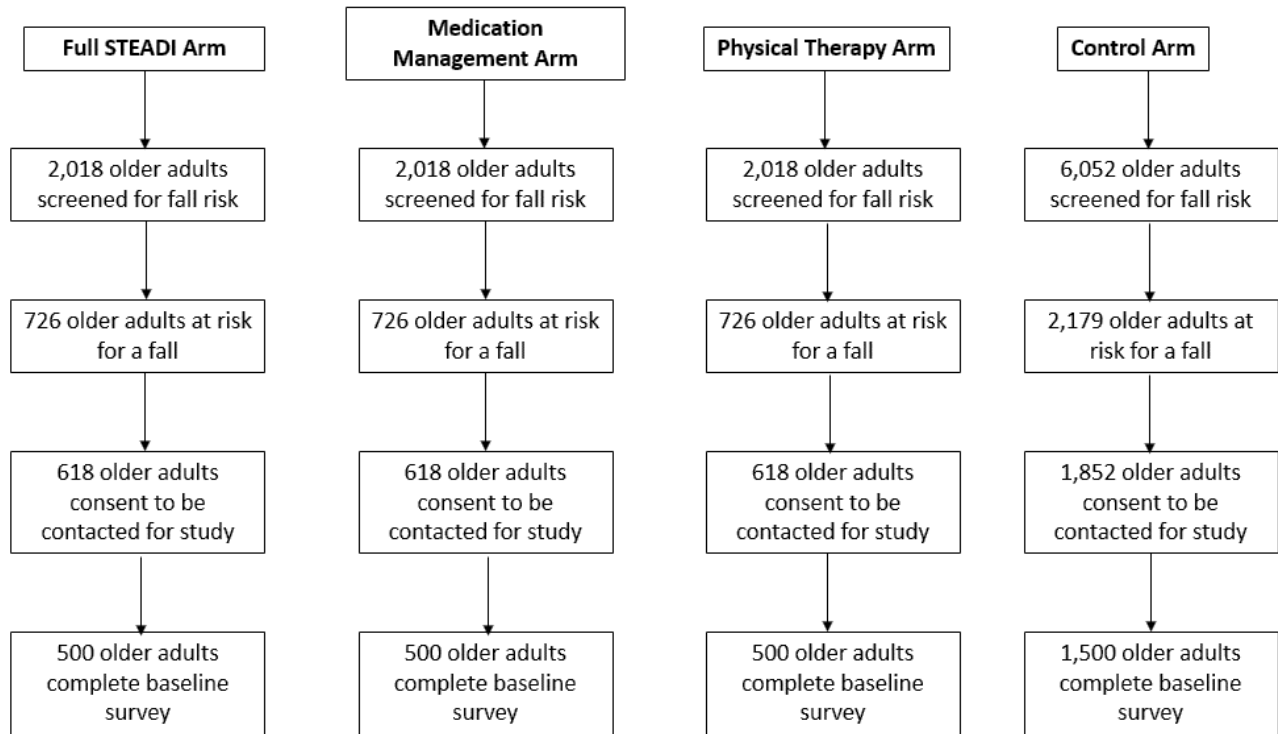 Full STEADI Arm
Medication
Management Arm
Physical Therapy Arm
Control Arm
2,018 older adults
screened for fall risk
2,018 older adults
screened for fall risk
2,018 older adults
screened for fall risk
6,052 older adults
screened for fall risk
726 older adults at risk
for a fall
726 older adults at risk
for a fall
726 older adults at risk
for a fall
2,179 older adults at
risk for a fall
618 older adults
consent to be
contacted for study
618 older adults
consent to be
contacted for study
618 older adults
consent to be
contacted for study
1,852 older adults
consent to be
contacted for study
500 older adults
complete baseline
survey
500 older adults
complete baseline
survey
500 older adults
complete baseline
survey
1,500 older adults
complete baseline
survey